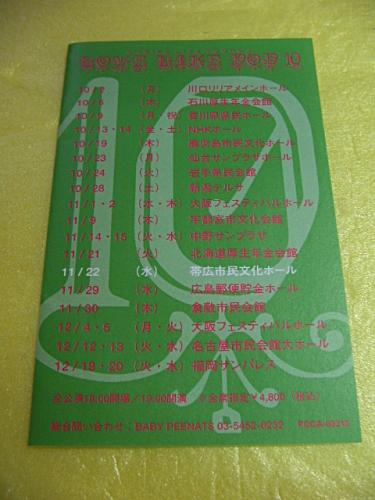 10/2 （月） 川口リリアメインホール
10/5 （木） 石川厚生年金会館
10/9 （月・祝） 香川県県民ホール
10/13・14 （金・土） NHKホール
10/19 （木） 横須賀市民文化ホール
10/23 （月） 仙台サンプラザホール
10/24 （火） 岩手県民会館
10/28 （土） 新潟テルサ
11/1・2 （水・木） 大阪フェスティバルホール
11/9 （木） 宇都宮市文化会館
11/14・15 （火・水） 中野サンプラザ
11/21 （火） 北海道厚生年金会館
11/22 （水） 帯広市民文化ホール
11/29 （水） 広島郵便貯金ホール
11/30 （木） 倉敷市民会館
12/4・5 （月・火） 大阪フェスティバルホール
12/12・13 （火・水） 名古屋市民会館大ホール
12/19・20 （火・水） 福岡サンパレス
全公演18:00開場／19:00開演 全席指定￥4,800（税込）
総合問い合わせ：BABY PEENATS 03-5452-0232